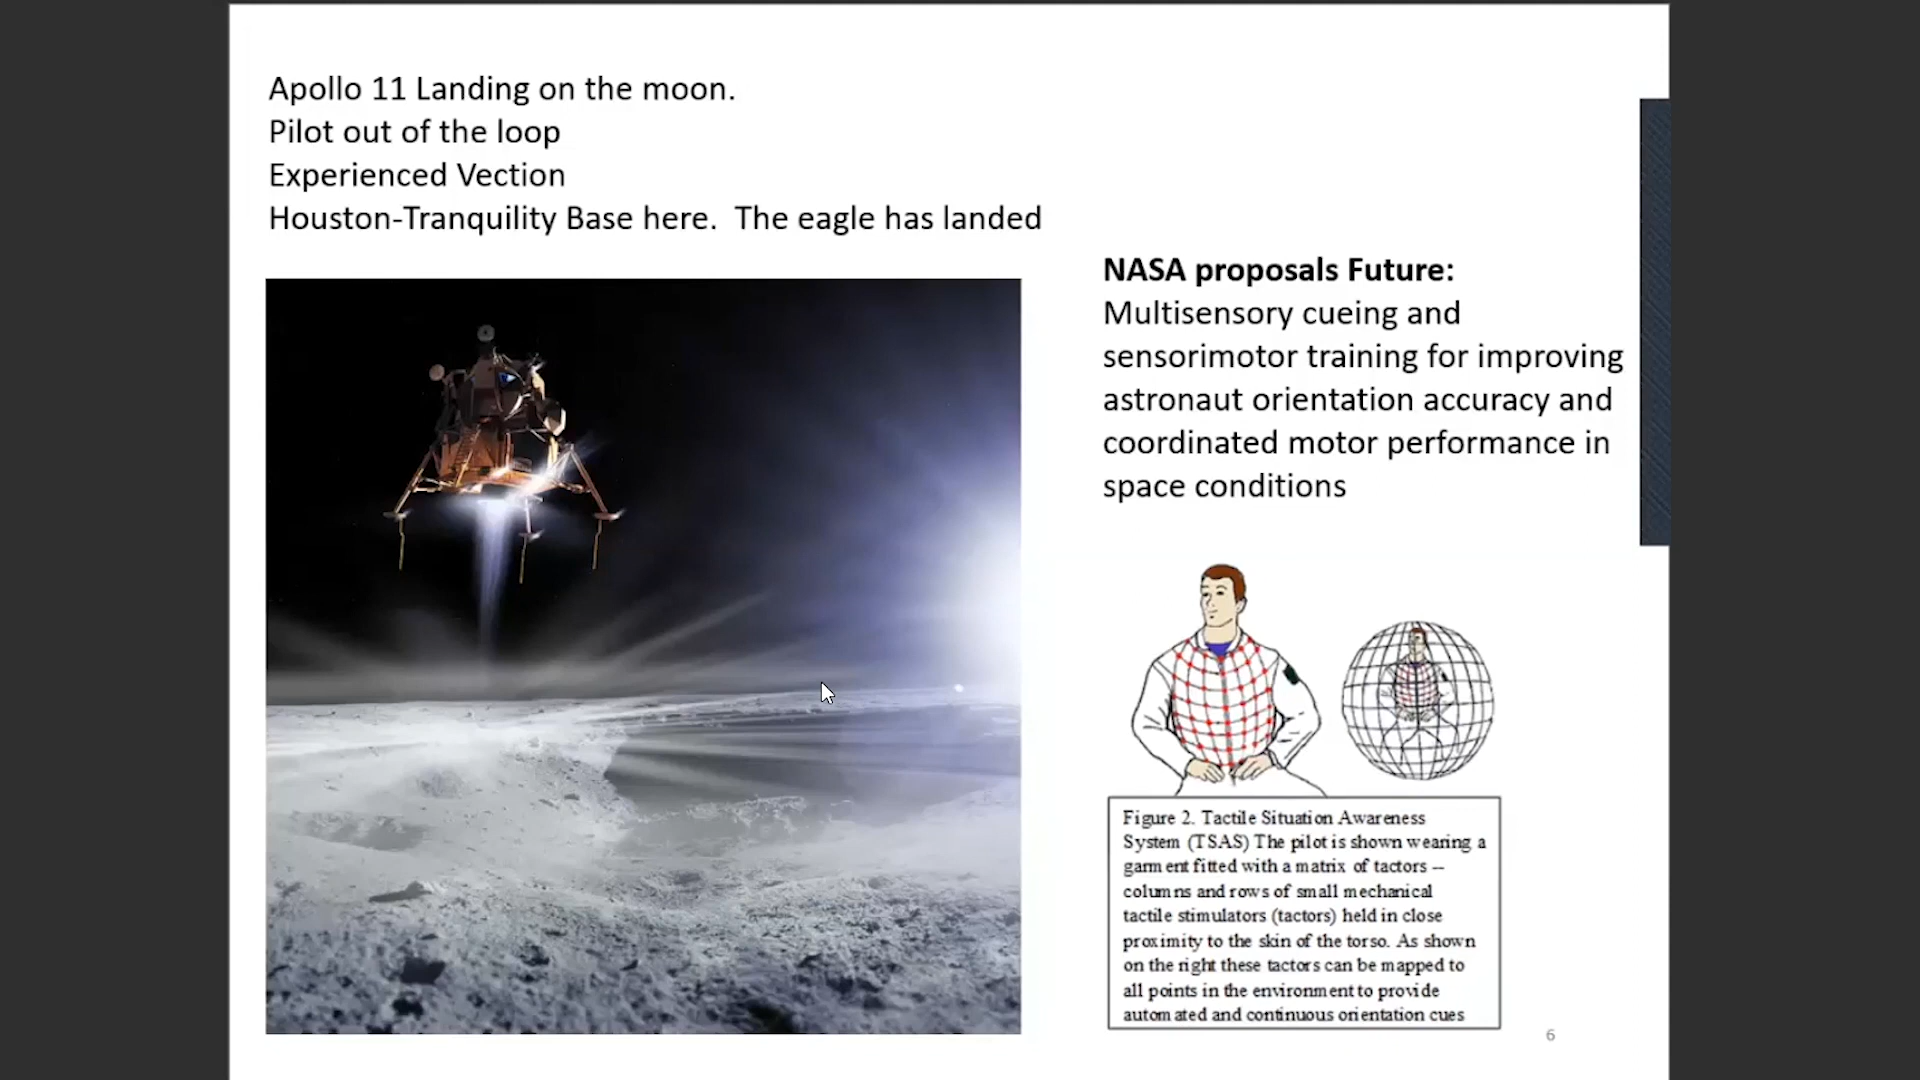 Apollo 11 Landing on the moon.
Pilot out of the loop
Experienced Vection
Houston-Tranquility Base here.  The eagle has landed
NASA proposals Future:
Multisensory cueing and
sensorimotor training for improving
astronaut orientation accuracy and
coordinated motor performance in
space conditions
Figure 2. Tactile Situation Awareness
System (TSAS) The pilot is shown wearing a
garment fitted with a matrix of tactors --
columns and rows of small mechanical
tactile stimulators (tactors) held in close
proximity to the skin of the torso. As shown
on the right these tactors can be mapped to
all points in the environment to provide
automated and continuous orientation cues
6